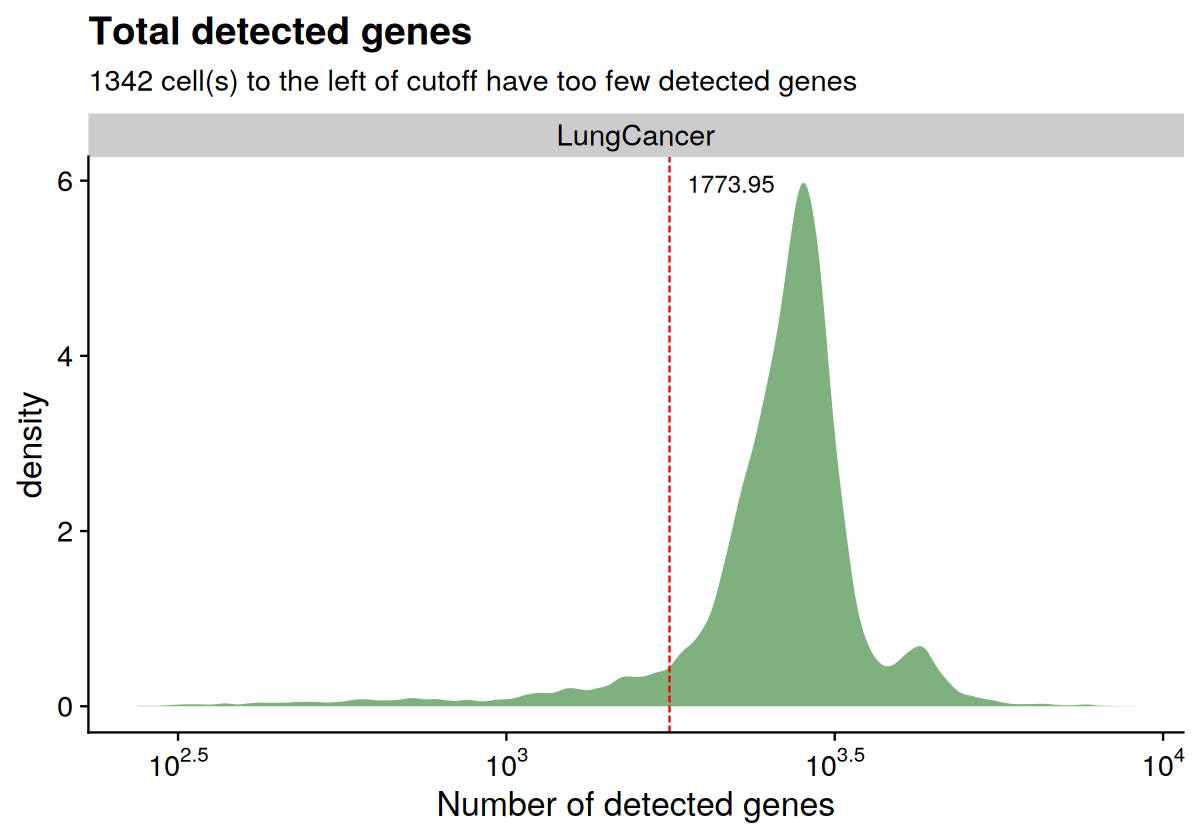 Total detected genes
1342 cell(s) to the left of cutoff have too few detected genes
LungCancer
1773.95
6
4
2
0
density
10^2.5 10^3 10^3.5 10^4
Number of detected genes